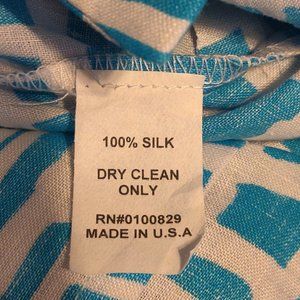 100% SILK
DRY CLEAN
ONLY
RN#0100829
MADE IN U.S.A